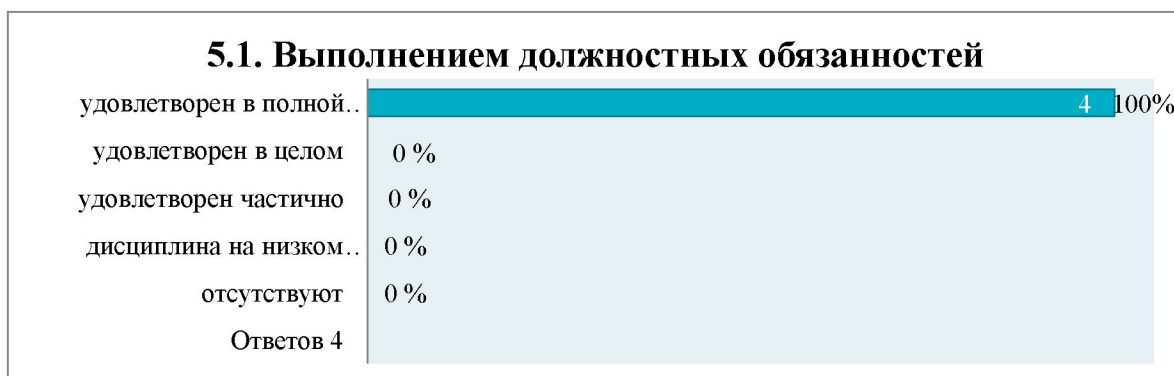 5.1. Выполнением должностных обязанностей
удовлетворен в полной.. 4 100%
удовлетворен в целом 0 %
удовлетворен частично 0 %
дисциплина на низком.. 0 %
отсутствуют 0 %
Ответов 4